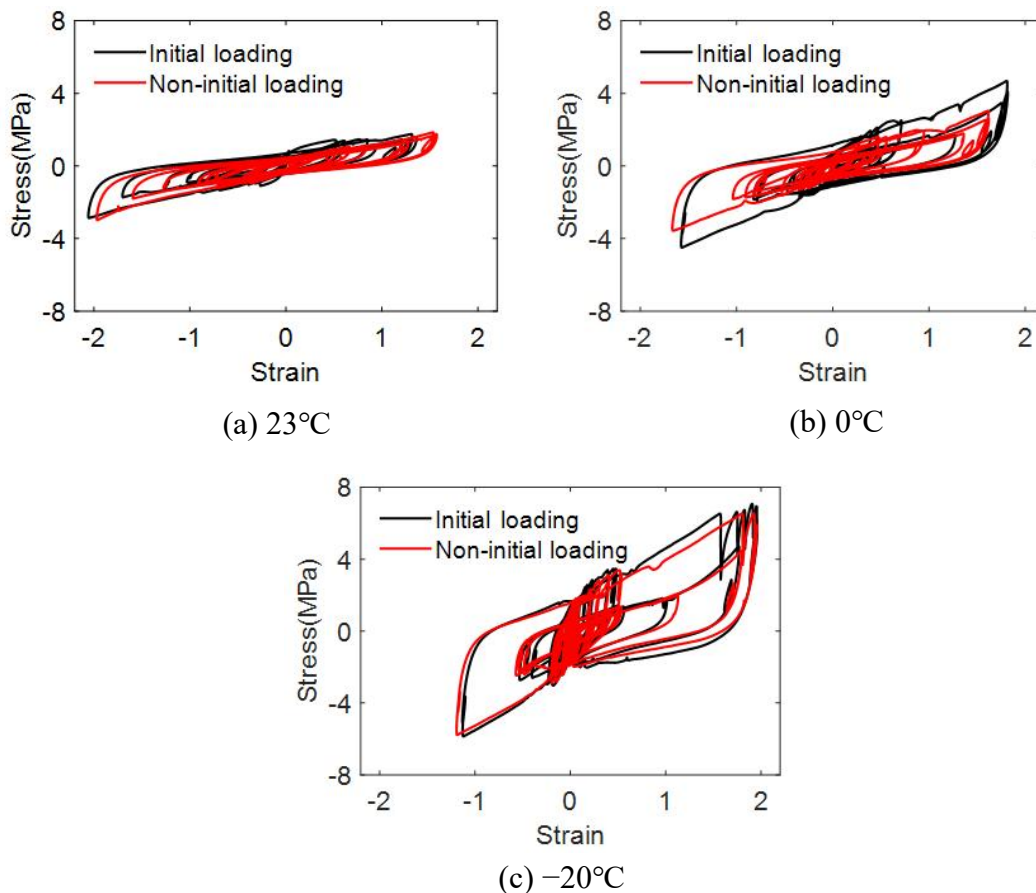 8
4
0
-4
-8
Stress(MPa)
Initial loading
Non-initial loading
-2 -1 0 1 2
Strain
(a) 23℃
8
4
0
-4
-8
Stress(MPa)
Initial loading
Non-initial loading
-2 -1 0 1 2
Strain
(b) 0℃
8
4
0
-4
-8
Stress(MPa)
Initial loading
Non-initial loading
-2 -1 0 1 2
Strain
(c) −20℃